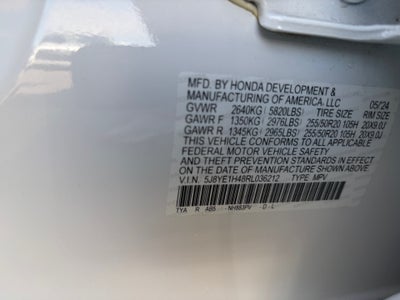 MFD. BY HONDA DEVELOPMENT &
MANUFACTURING OF AMERICA, LLC 05/24
GVWR 2640KG (5820LBS) TIRE SIZE RIM SIZE
GAWR F 1350KG (2976LBS) 255/50R20 105H 20X9.0J
GAWR R 1345KG (2965LBS) 255/50R20 105H 20X9.0J
THIS VEHICLE CONFORMS TO ALL APPLICABLE
FEDERAL MOTOR VEHICLE SAFETY
AND THEFT PREVENTION STANDARDS IN EFFECT
ON THE DATE OF MANUFACTURE SHOWN ABOVE.
V.I.N. 5J8YE1H48RL036212 TYPE: MPV
TYA R AB5 NH883PV - D - L